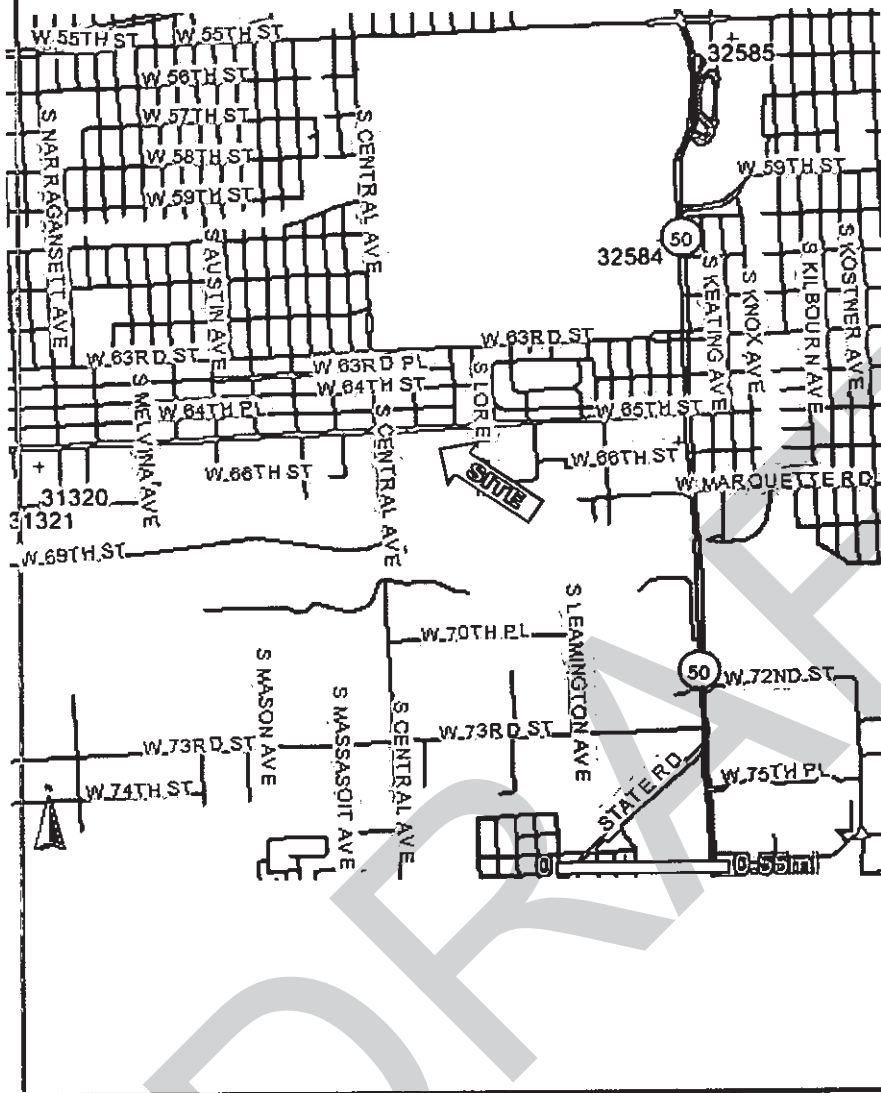 W 55TH ST
W 55TH ST
32585
W 56TH ST
W 57TH ST
W 58TH ST
W 59TH ST
W 59TH ST
S NARRAGANSETT AVE
S AUSTIN AVE
S CENTRAL AVE
50
32584
S KEATING AVE
S KNOX AVE
S KILBOURN AVE
S KOSTNER AVE
W 63RD ST
W 63RD ST
W 63RD PL
W 64TH ST
S LORE
S MELVINA AVE
W 64TH PL
S CENTRAL AVE
W 65TH ST
W 66TH ST
SITE
W 66TH ST
W MARQUETTE RD
31320
31321
W 69TH ST
W 70TH PL
S LEAMINGTON AVE
50
W 72ND ST
S MASON AVE
S MASSASOIT AVE
S CENTRAL AVE
W 73RD ST
W 73RD ST
W 74TH ST
STATE RD
W 75TH PL
0
0.55mi
DRAFT